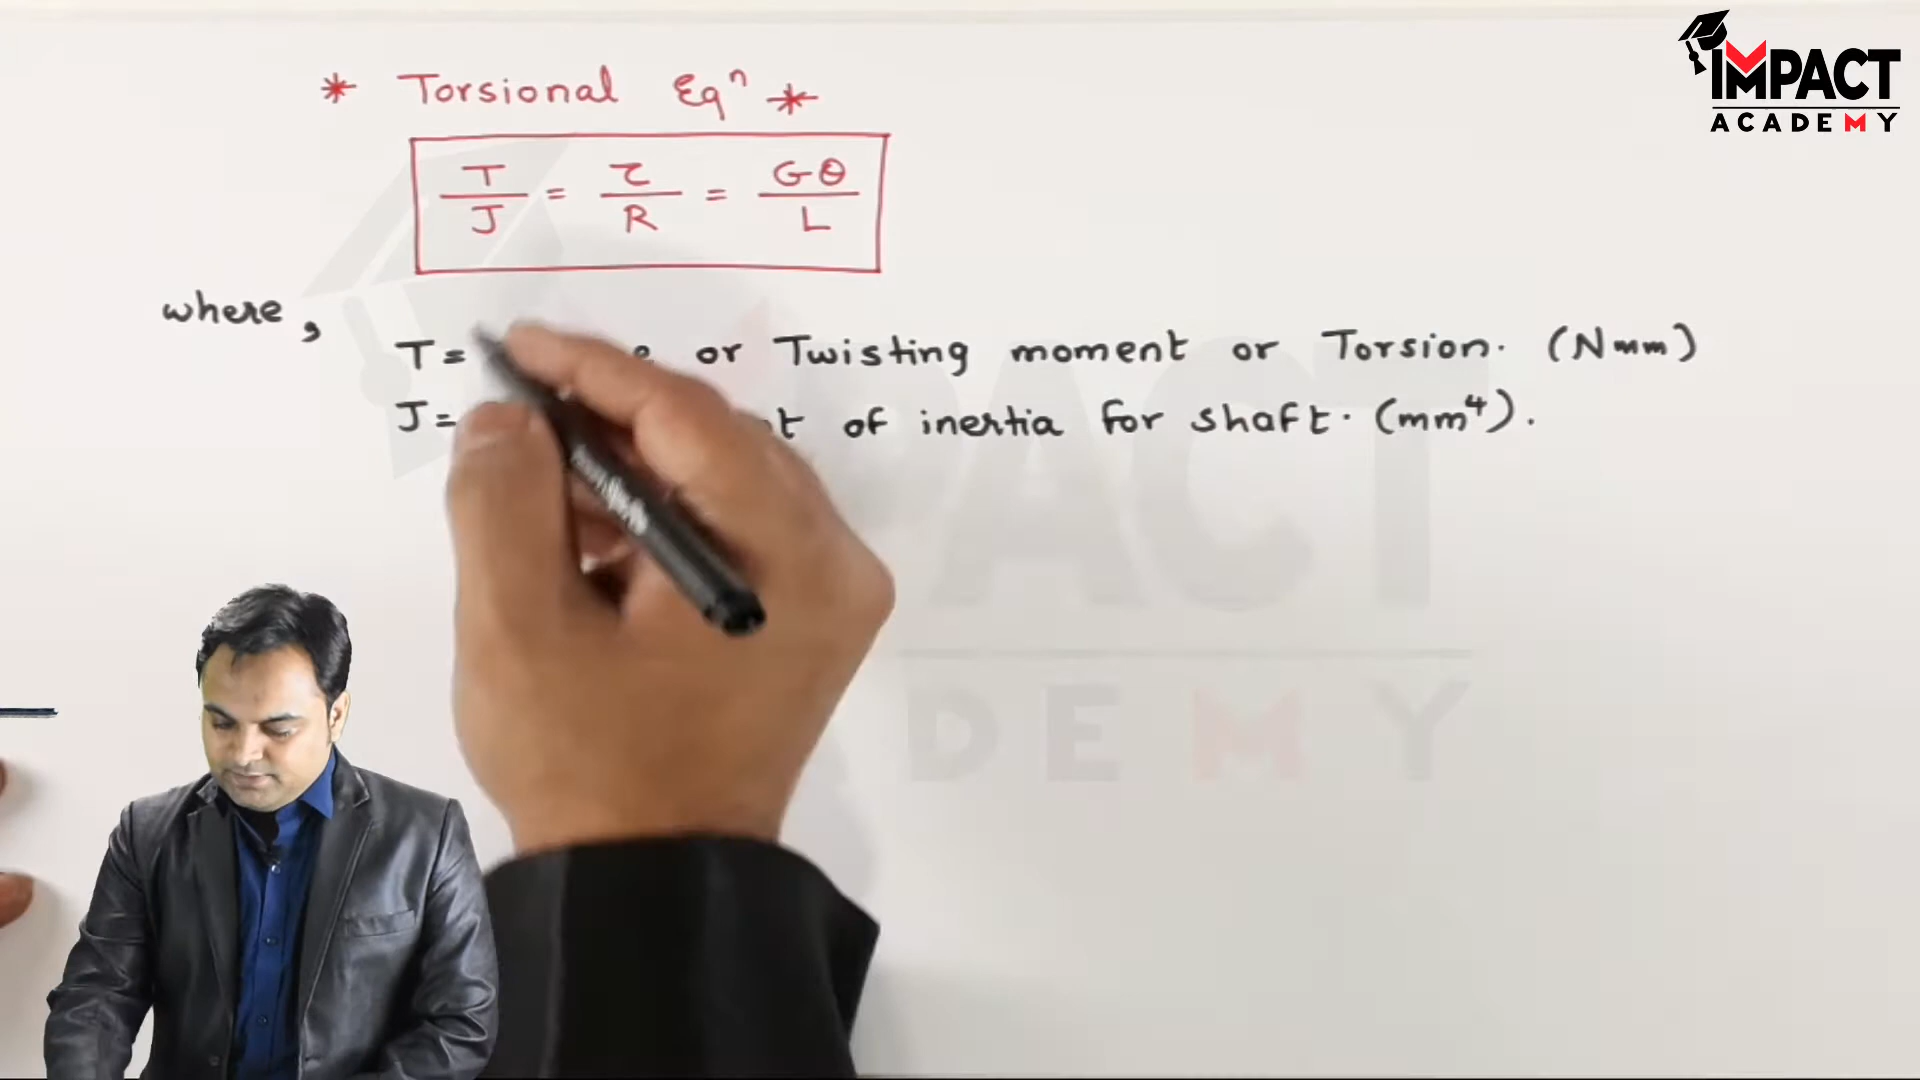 IMPACT
ACADEMY
* Torsional Eqⁿ *
T/J = τ/R = Gθ/L
where,
T= or Twisting moment or Torsion. (Nmm)
J= of inertia for shaft. (mm⁴).